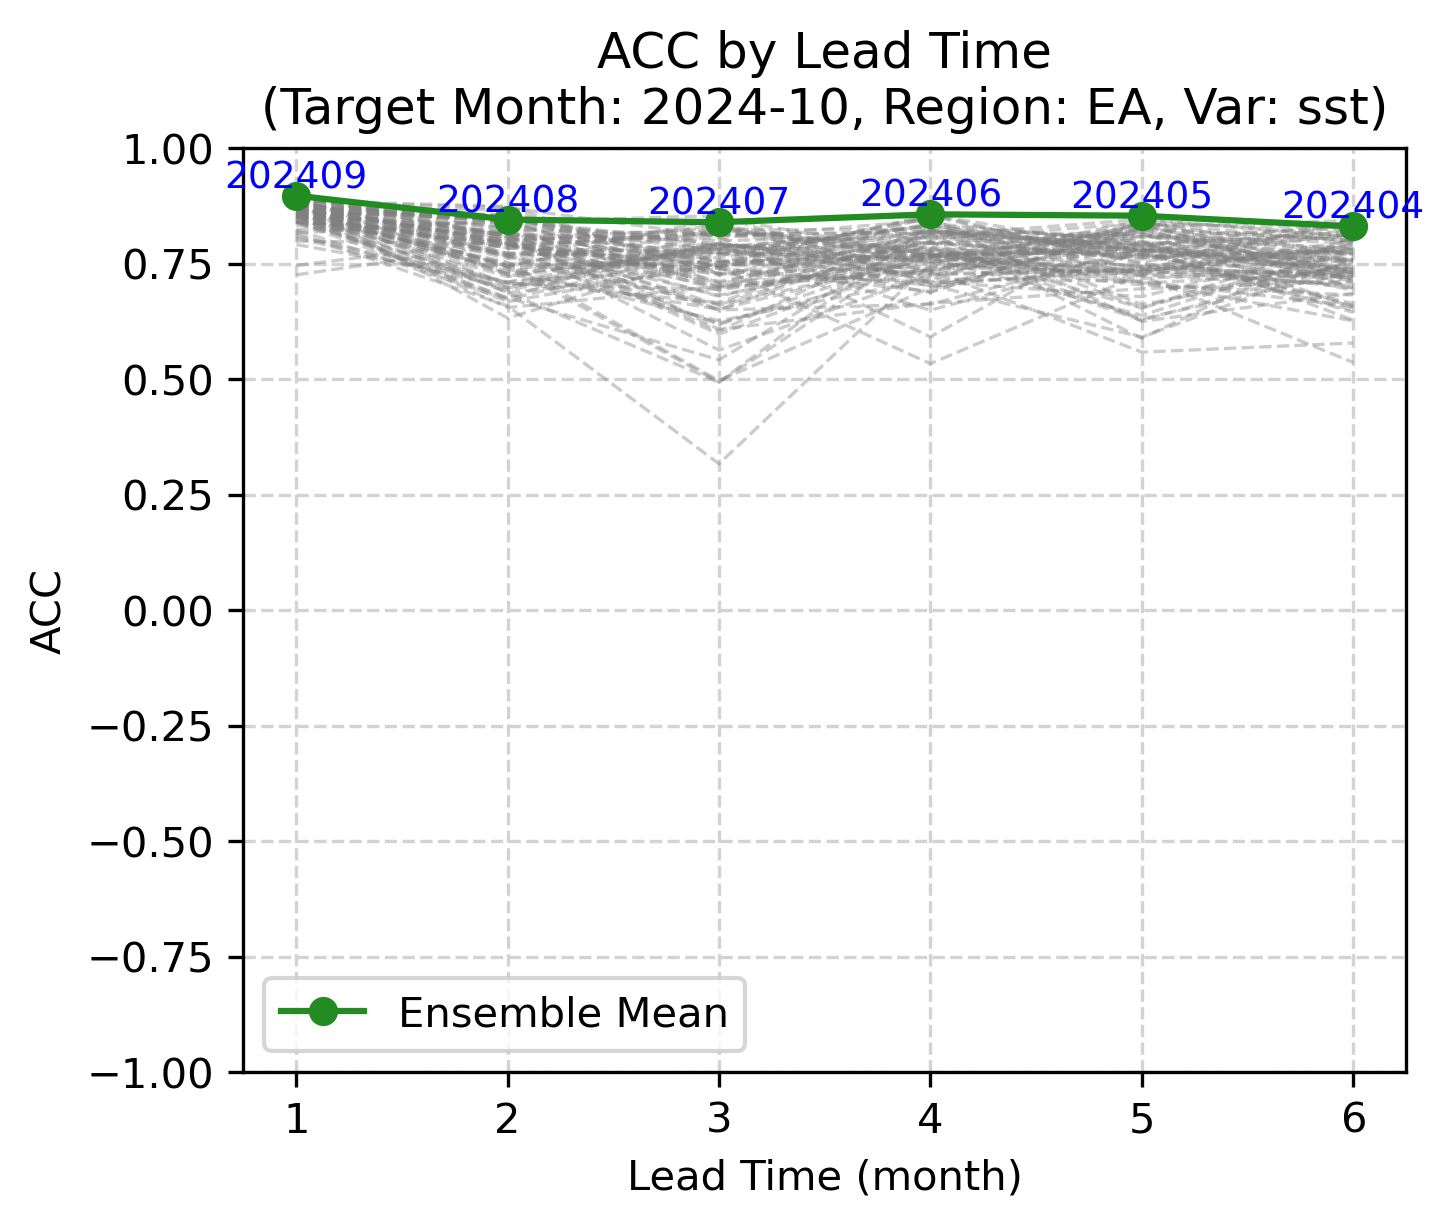 ACC by Lead Time
(Target Month: 2024-10, Region: EA, Var: sst)
1.00
0.75
0.50
0.25
0.00
−0.25
−0.50
−0.75
−1.00
ACC
202409
202408
202407
202406
202405
202404
Ensemble Mean
1 2 3 4 5 6
Lead Time (month)